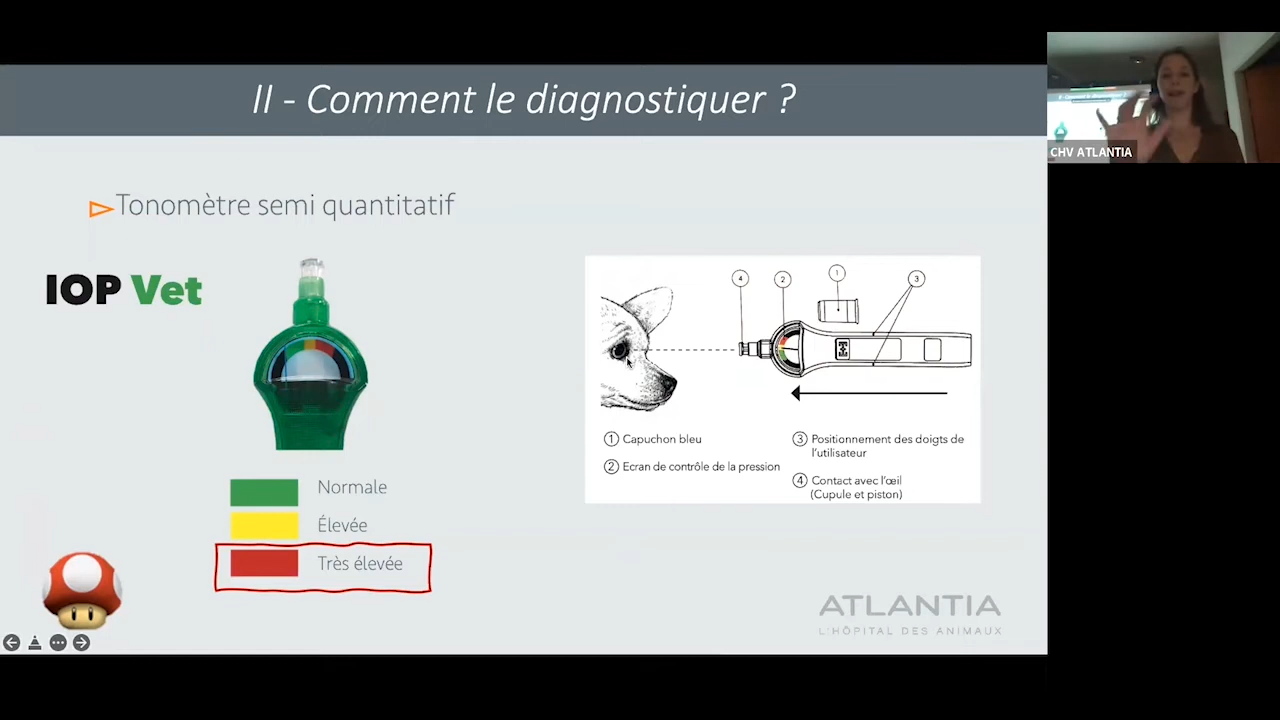 II - Comment le diagnostiquer ?
CHV ATLANTIA
Tonomètre semi quantitatif
IOP Vet
4
2
1
3
1 Capuchon bleu
2 Ecran de contrôle de la pression
3 Positionnement des doigts de
l'utilisateur
4 Contact avec l'œil
(Cupule et piston)
Normale
Élevée
Très élevée
ATLANTIA
L'HÔPITAL DES ANIMAUX